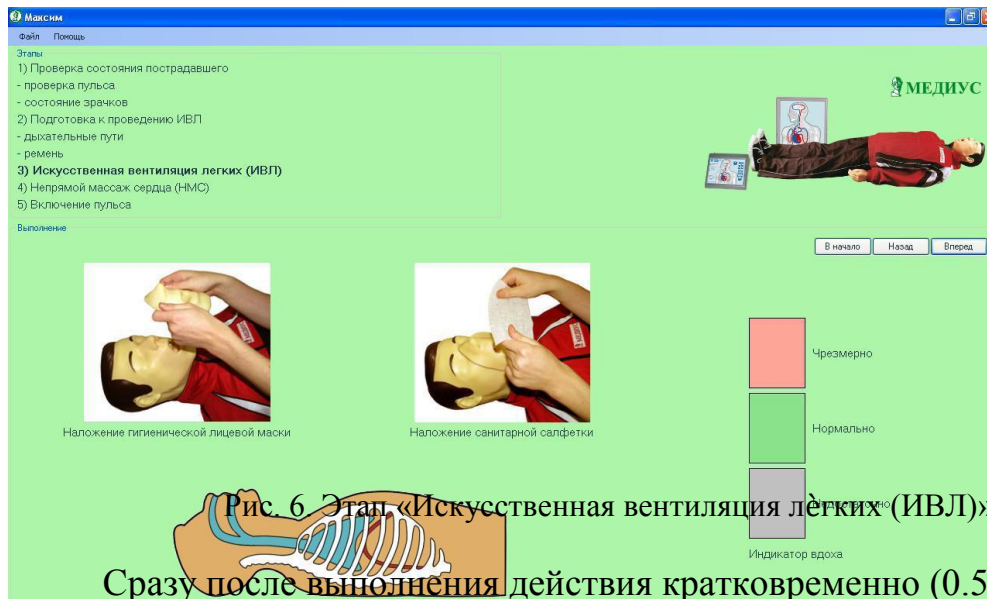 Максим
Файл Помощь
Этапы
1) Проверка состояния пострадавшего
- проверка пульса
- состояние зрачков
2) Подготовка к проведению ИВЛ
- дыхательные пути
- ремень
3) Искусственная вентиляция легких (ИВЛ)
4) Непрямой массаж сердца (НМС)
5) Включение пульса
МЕДИУС
Выполнение
В начало Назад Вперед
Чрезмерно
Нормально
Наложение гигиенической лицевой маски Наложение санитарной салфетки
Рис. 6. Этап «Искусственная вентиляция лѐгких (ИВЛ)»
Индикатор вдоха
Сразу после выполнения действия кратковременно (0.5